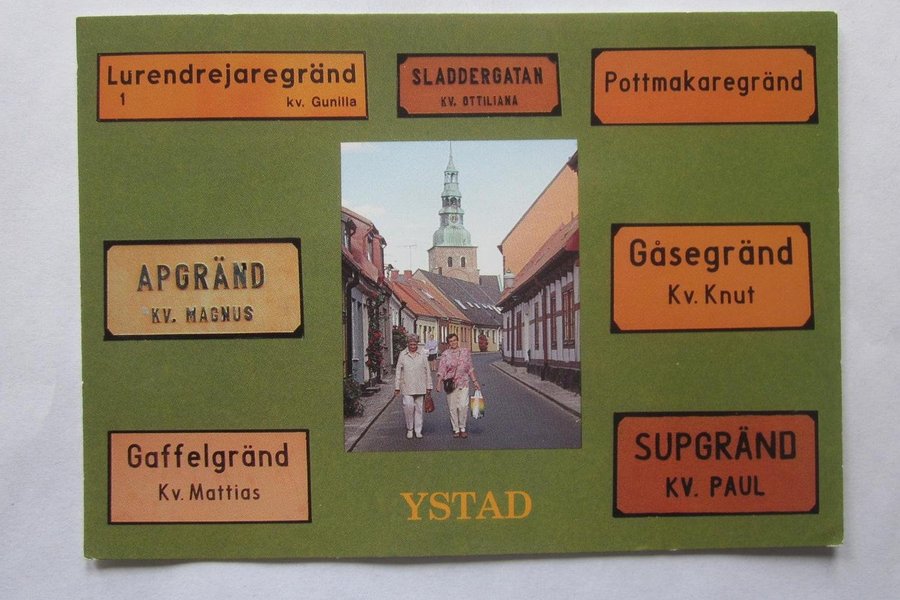 Lurendrejaregränd
1 kv. Gunilla
SLADDERGATAN
KV. OTTILIANA
Pottmakaregränd
APGRÄND
KV. MAGNUS
Gåsegränd
Kv. Knut
Gaffelgränd
Kv. Mattias
SUPGRÄND
KV. PAUL
YSTAD